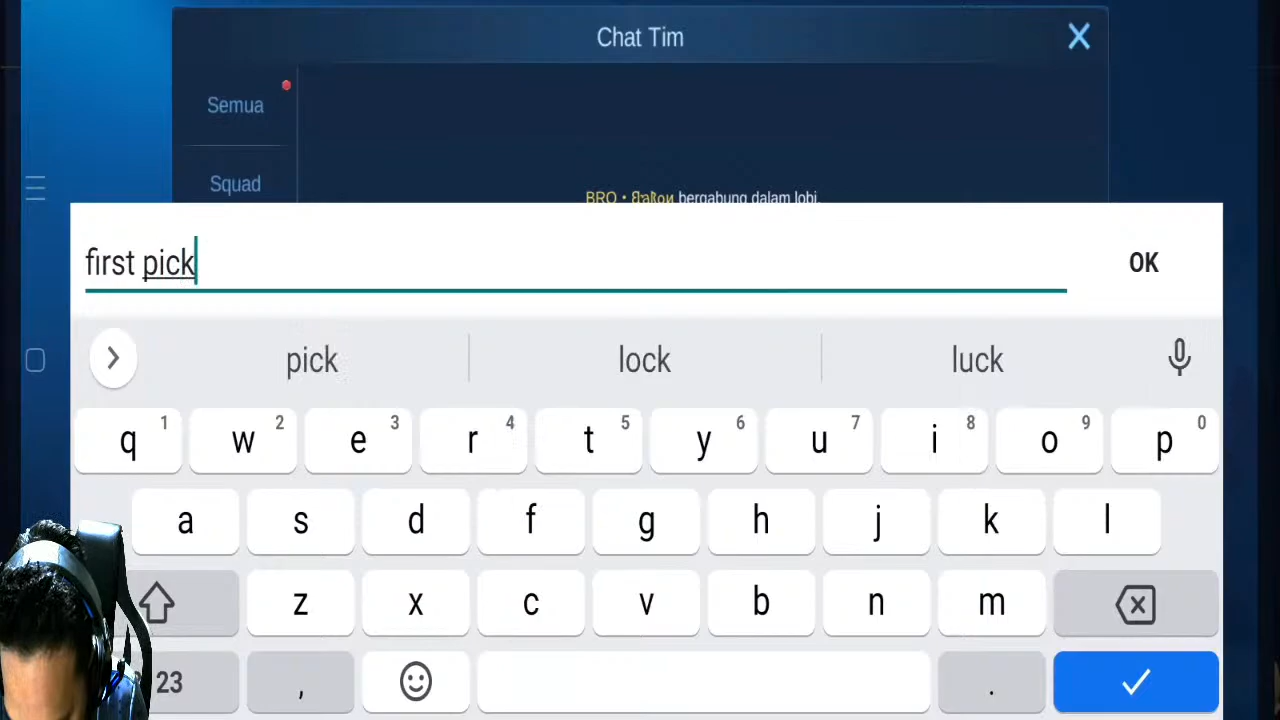 Chat Tim
Semua
Squad
BRO • bergabung dalam lobi.
first pick
OK
pick lock luck
q 1 w 2 e 3 r 4 t 5 y 6 u 7 i 8 o 9 p 0
a s d f g h j k l
z x c v b n m
23 , .